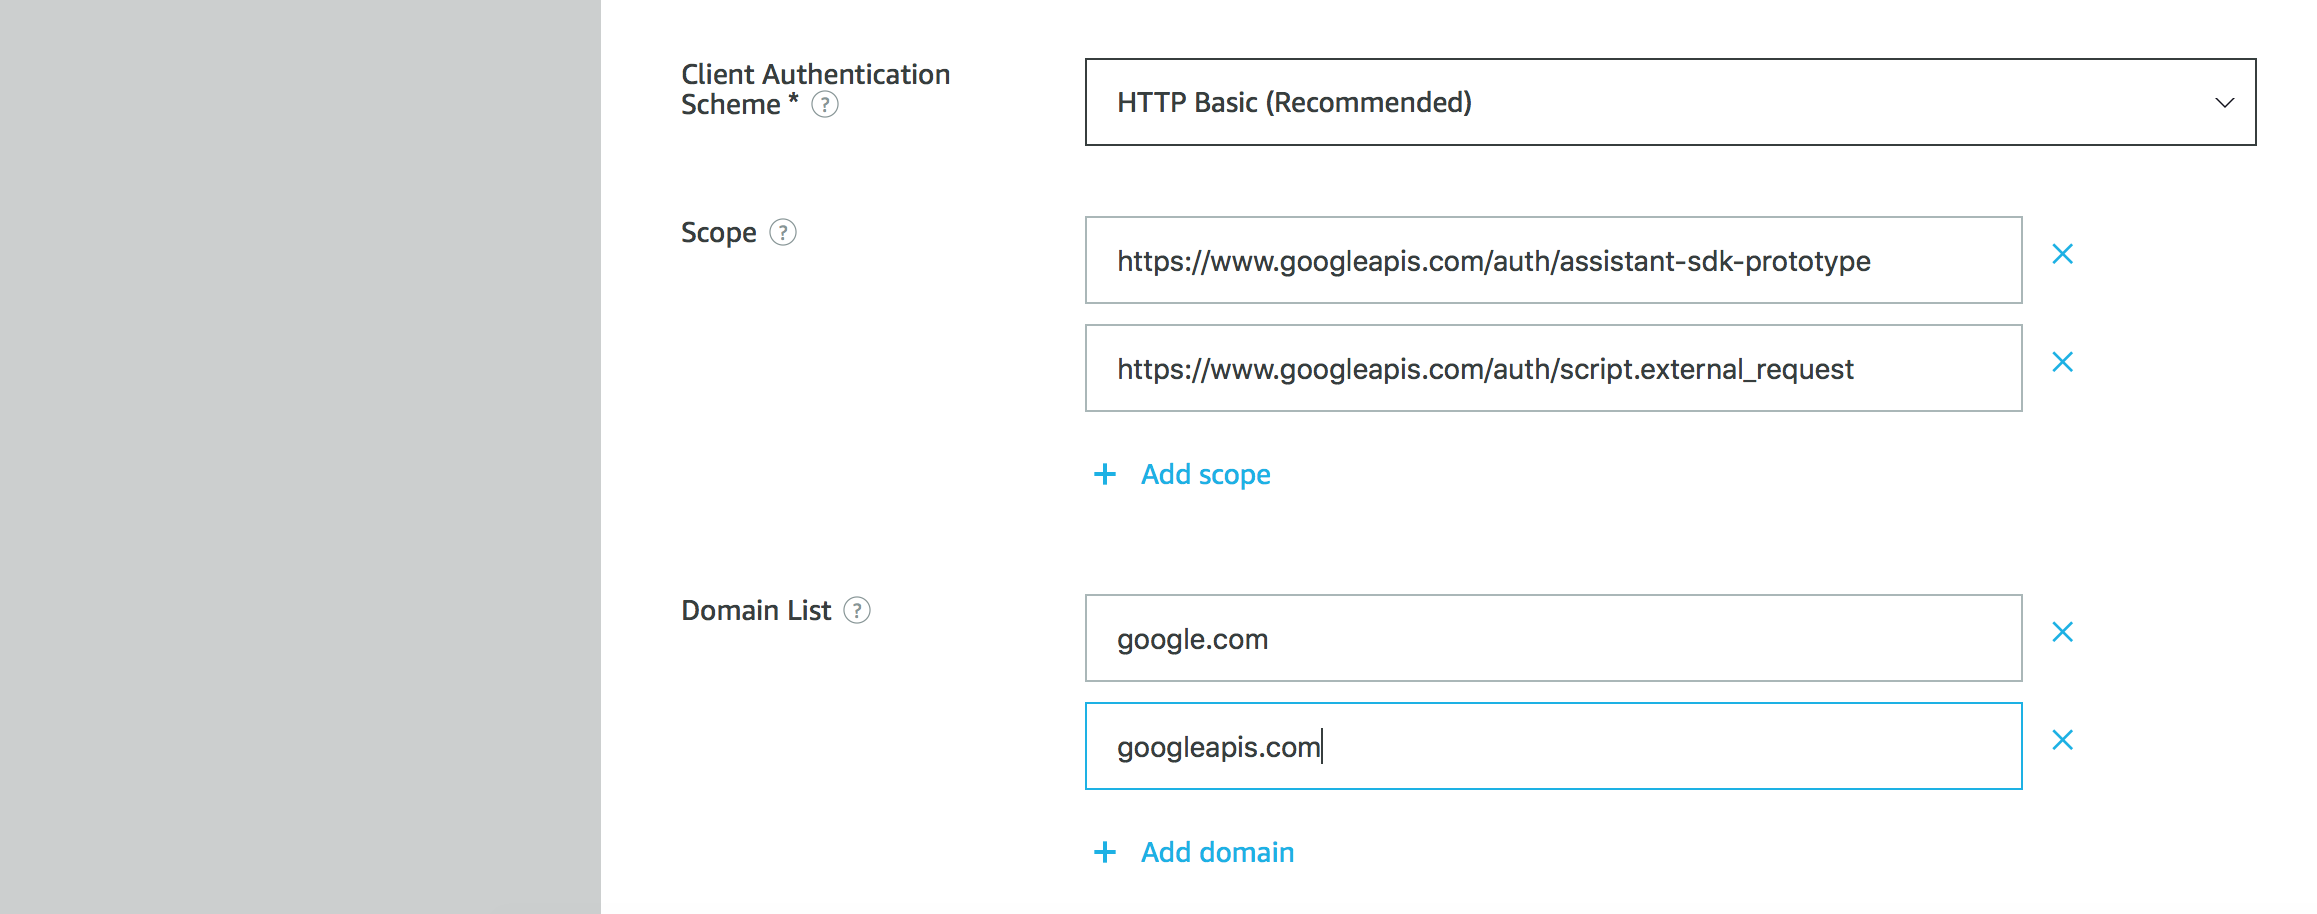 Client Authentication
Scheme * ?
HTTP Basic (Recommended)
Scope ?
https://www.googleapis.com/auth/assistant-sdk-prototype
https://www.googleapis.com/auth/script.external_request
+ Add scope
Domain List ?
google.com
googleapis.com
+ Add domain